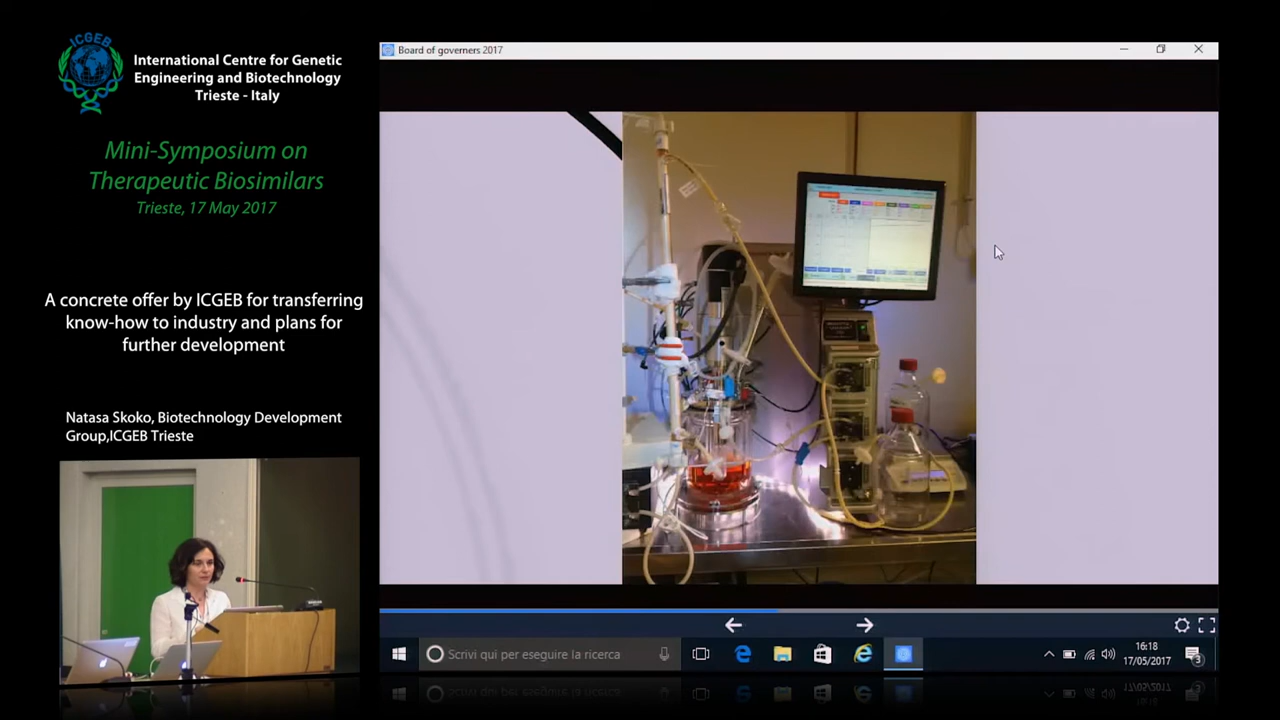 ICGEB
International Centre for Genetic
Engineering and Biotechnology
Trieste - Italy
Mini-Symposium on
Therapeutic Biosimilars
Trieste, 17 May 2017
A concrete offer by ICGEB for transferring
know-how to industry and plans for
further development
Natasa Skoko, Biotechnology Development
Group,ICGEB Trieste
Board of governers 2017
Scrivi qui per eseguire la ricerca
16:18
17/05/2017
3